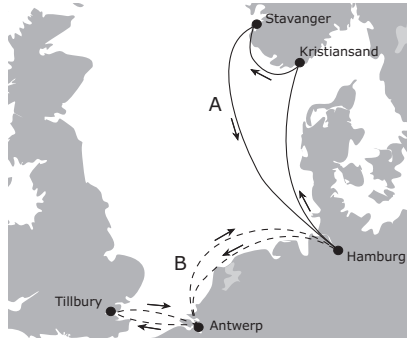 Stavanger
Kristiansand
A
B
Hamburg
Tillbury
Antwerp